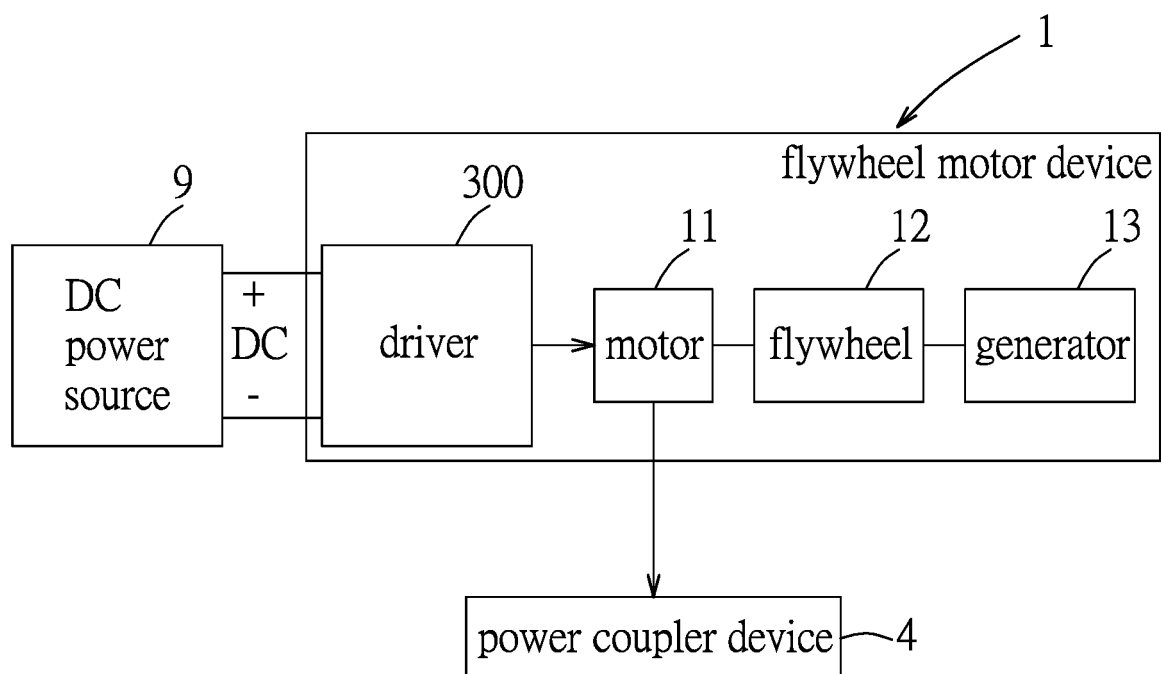 1
flywheel motor device
9
300
11
12
13
DC
power
source
+
DC
-
driver
motor
flywheel
generator
power coupler device
4